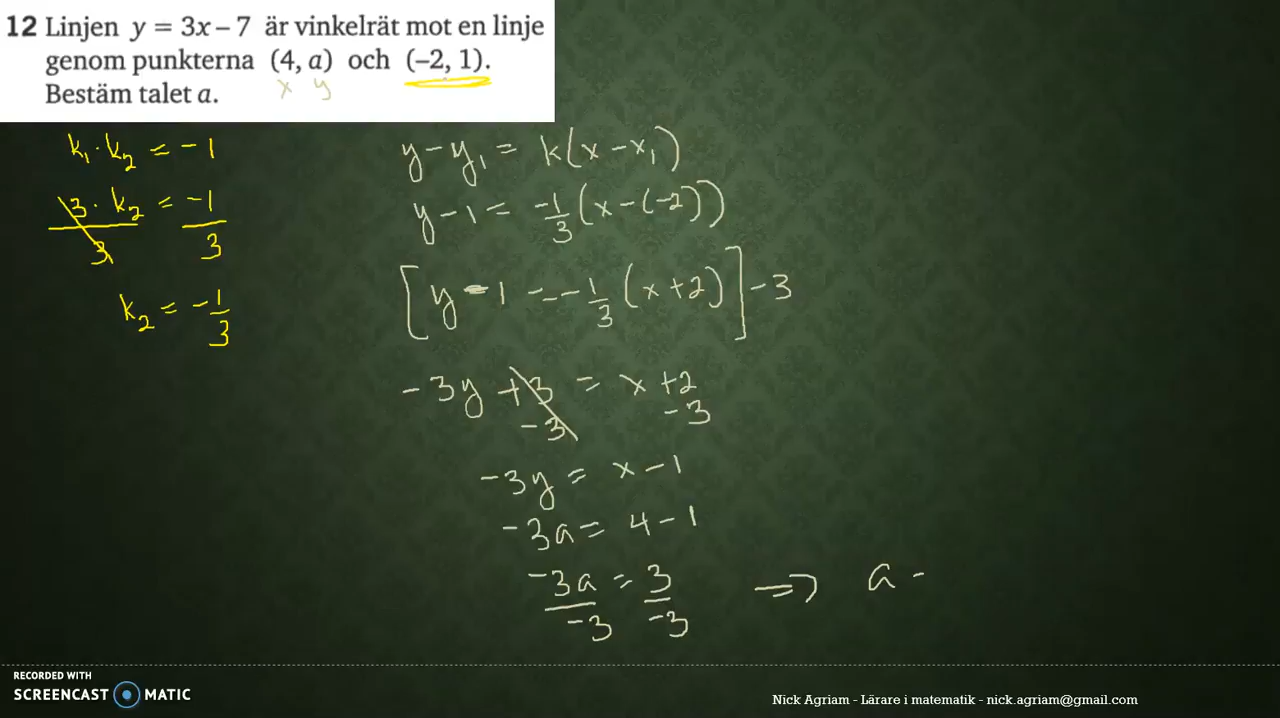 12 Linjen y = 3x – 7 är vinkelrät mot en linje
genom punkterna (4, a) och (–2, 1).
Bestäm talet a.
x y
k₁ · k₂ = -1
3 · k₂ = -1
3 3
k₂ = -1/3
y - y₁ = k(x - x₁)
y - 1 = -1/3 (x - (-2))
[y - 1 = -1/3 (x + 2)] -3
-3y + 3 = x + 2
-3 -3
-3y = x - 1
-3a = 4 - 1
-3a = 3 ⇒ a =
-3 -3
RECORDED WITH
SCREENCAST MATIC
Nick Agriam - Lärare i matematik - nick.agriam@gmail.com